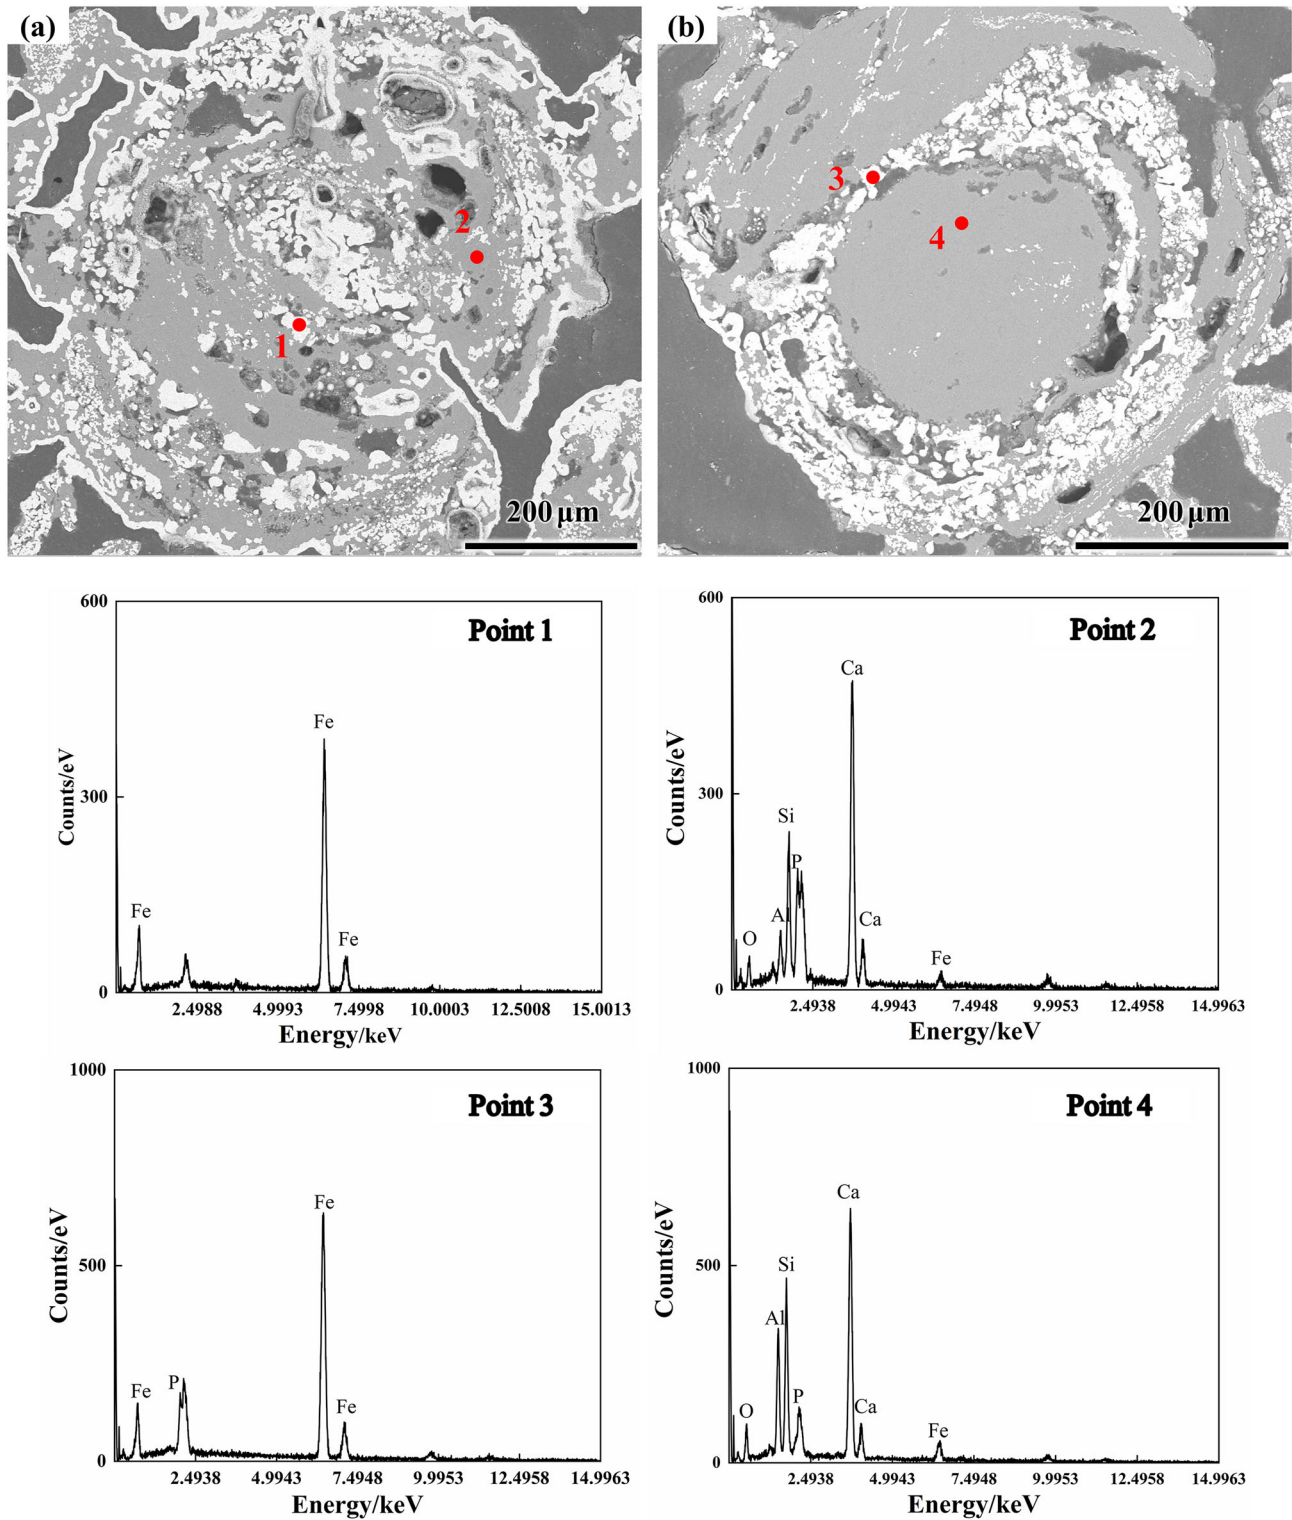 (a)
2
1
200 μm
(b)
3
4
200 μm
Point 1
600
300
0
Counts/eV
Fe
Fe
Fe
2.4988 4.9993 7.4998 10.0003 12.5008 15.0013
Energy/keV
Point 2
600
300
0
Counts/eV
O
Al
Si
P
Ca
Ca
Fe
2.4938 4.9943 7.4948 9.9953 12.4958 14.9963
Energy/keV
Point 3
1000
500
0
Counts/eV
Fe
P
Fe
Fe
2.4938 4.9943 7.4948 9.9953 12.4958 14.9963
Energy/keV
Point 4
1000
500
0
Counts/eV
O
Al
Si
P
Ca
Ca
Fe
2.4938 4.9943 7.4948 9.9953 12.4958 14.9963
Energy/keV